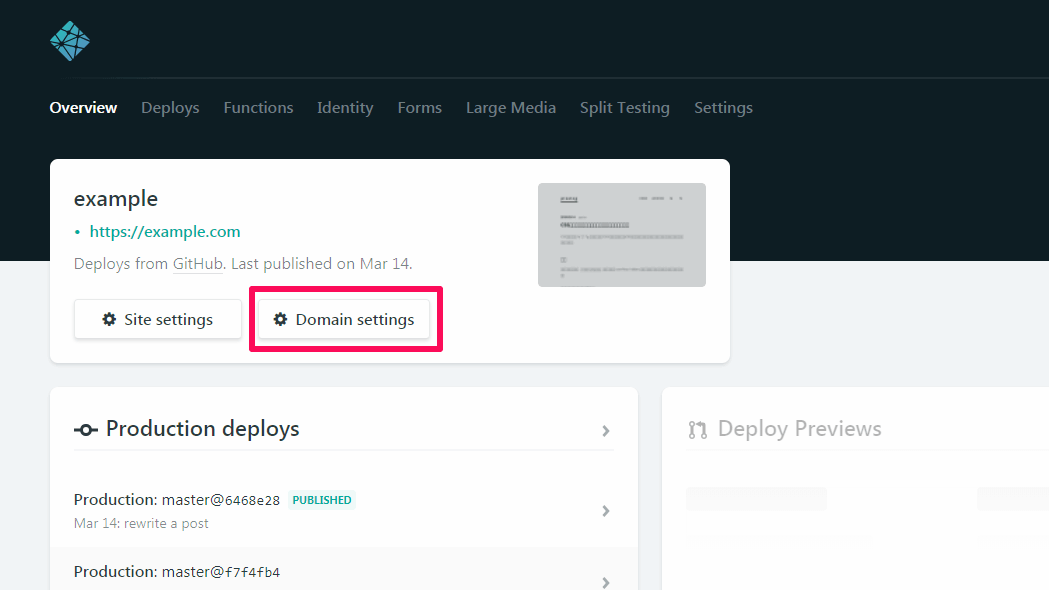 Overview Deploys Functions Identity Forms Large Media Split Testing Settings
example
• https://example.com
Deploys from GitHub. Last published on Mar 14.
Site settings Domain settings
Production deploys
Deploy Previews
Production: master@6468e28 PUBLISHED
Mar 14: rewrite a post
Production: master@f7f4fb4